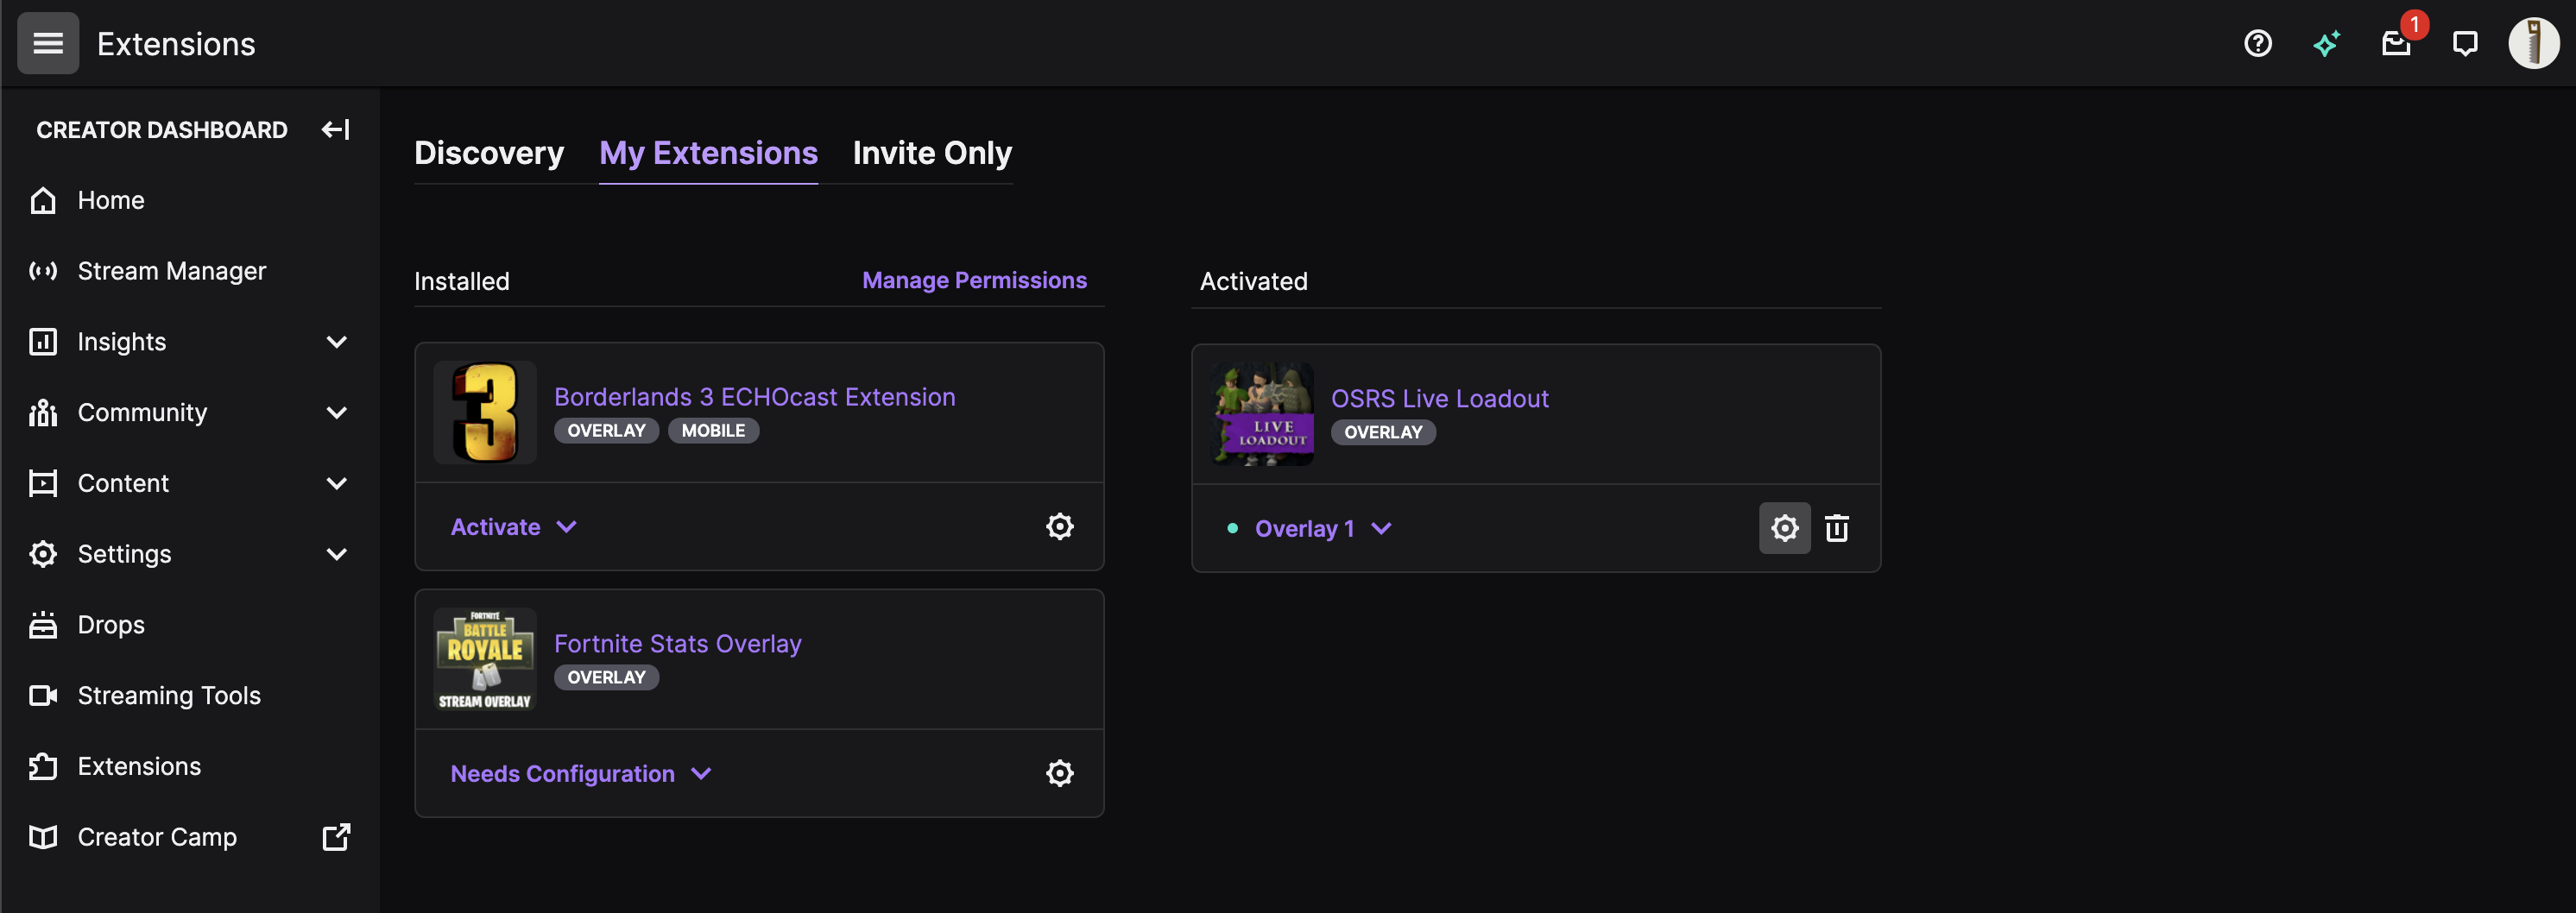 Extensions
1
CREATOR DASHBOARD
Home
Stream Manager
Insights
Community
Content
Settings
Drops
Streaming Tools
Extensions
Creator Camp
Discovery My Extensions Invite Only
Installed Manage Permissions
3
Borderlands 3 ECHOcast Extension
OVERLAY MOBILE
Activate
FORTNITE
BATTLE
ROYALE
STREAM OVERLAY
Fortnite Stats Overlay
OVERLAY
Needs Configuration
Activated
LIVE
LOADOUT
OSRS Live Loadout
OVERLAY
Overlay 1